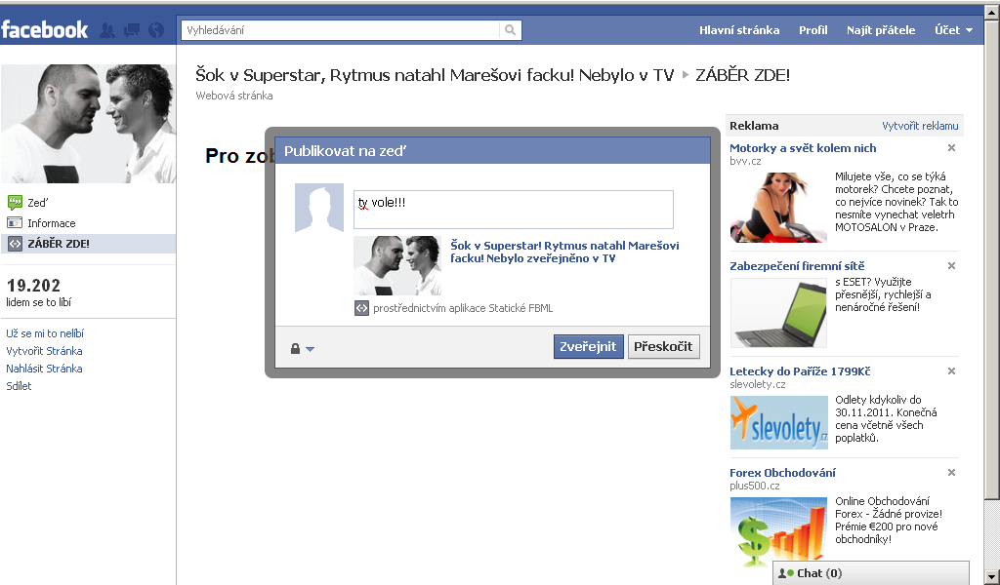 facebook
Vyhledávání
Hlavní stránka Profil Najít přátele Účet
Šok v Superstar, Rytmus natahl Marešovi facku! Nebylo v TV ▸ ZÁBĚR ZDE!
Webová stránka
Zeď
Informace
ZÁBĚR ZDE!
19.202
lidem se to líbí
Už se mi to nelíbí
Vytvořit Stránka
Nahlásit Stránka
Sdílet
Pro
Publikovat na zeď
ty vole!!!
Šok v Superstar! Rytmus natahl Marešovi
facku! Nebylo zveřejněno v TV
prostřednictvím aplikace Statické FBML
Zveřejnit Přeskočit
Reklama Vytvořit reklamu
Motorky a svět kolem nich
bvv.cz
Milujete vše, co se týká
motorek? Chcete poznat,
co nejvíce novinek? Tak to
nesmíte vynechat veletrh
MOTOSALON v Praze.
Zabezpečení firemní sítě
s ESET? Využijte
přesnější, rychlejší a
nenáročné řešení!
Letecky do Paříže 1799Kč
slevolety.cz
slevolety.cz
Odlety kdykoliv do
30.11.2011. Konečná
cena včetně všech
poplatků.
Forex Obchodování
plus500.cz
Online Obchodování
Forex - Žádné provize!
Prémie €200 pro nové
obchodníky!
Chat (0)